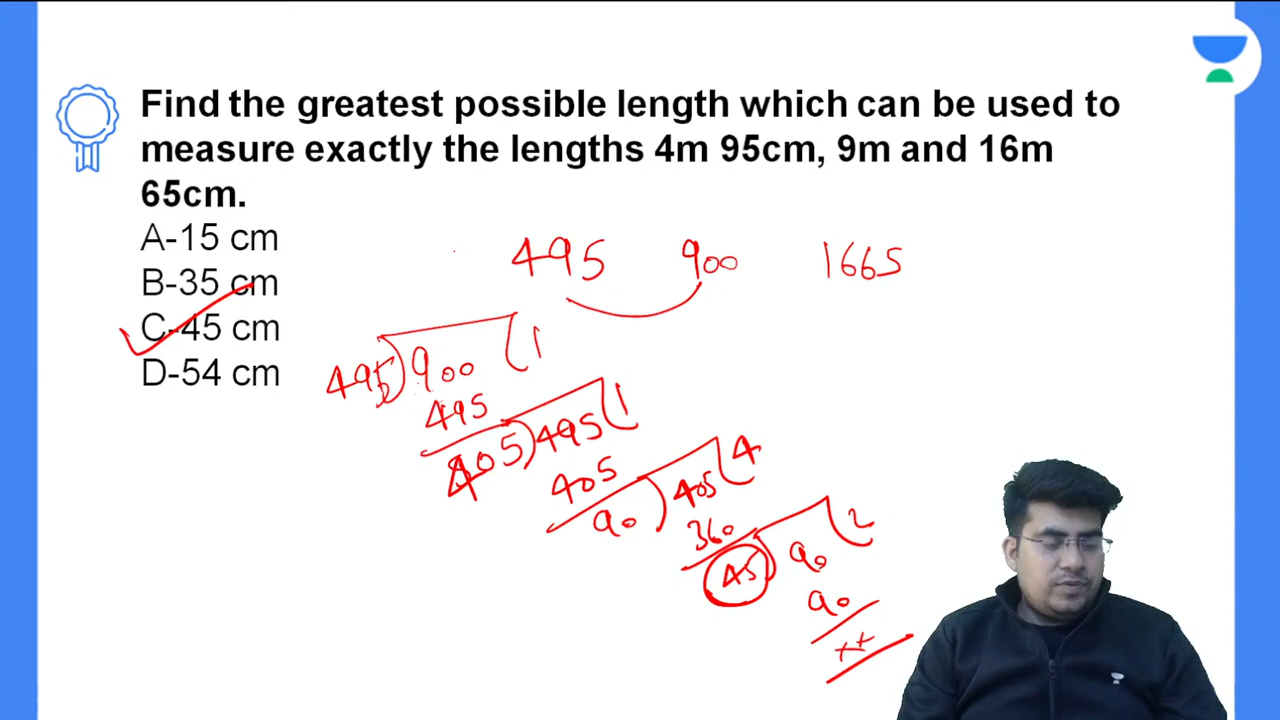 Find the greatest possible length which can be used to
measure exactly the lengths 4m 95cm, 9m and 16m
65cm.
A-15 cm
B-35 cm
C-45 cm
D-54 cm
495 900 1665
495) 900 (1
495
405) 495 (1
405
90) 405 (4
360
45) 90 (2
90
××